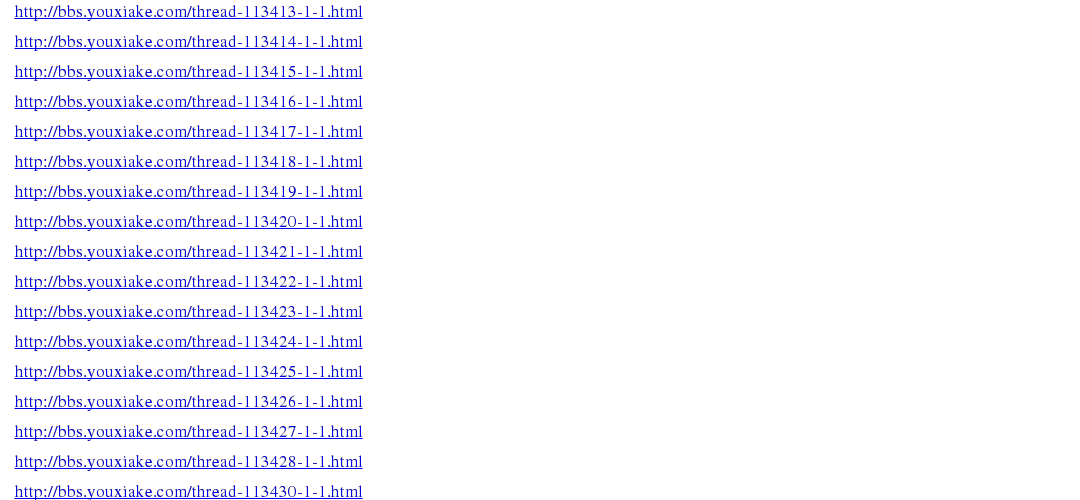 http://bbs.youxiake.com/thread-113413-1-1.html
http://bbs.youxiake.com/thread-113414-1-1.html
http://bbs.youxiake.com/thread-113415-1-1.html
http://bbs.youxiake.com/thread-113416-1-1.html
http://bbs.youxiake.com/thread-113417-1-1.html
http://bbs.youxiake.com/thread-113418-1-1.html
http://bbs.youxiake.com/thread-113419-1-1.html
http://bbs.youxiake.com/thread-113420-1-1.html
http://bbs.youxiake.com/thread-113421-1-1.html
http://bbs.youxiake.com/thread-113422-1-1.html
http://bbs.youxiake.com/thread-113423-1-1.html
http://bbs.youxiake.com/thread-113424-1-1.html
http://bbs.youxiake.com/thread-113425-1-1.html
http://bbs.youxiake.com/thread-113426-1-1.html
http://bbs.youxiake.com/thread-113427-1-1.html
http://bbs.youxiake.com/thread-113428-1-1.html
http://bbs.youxiake.com/thread-113430-1-1.html